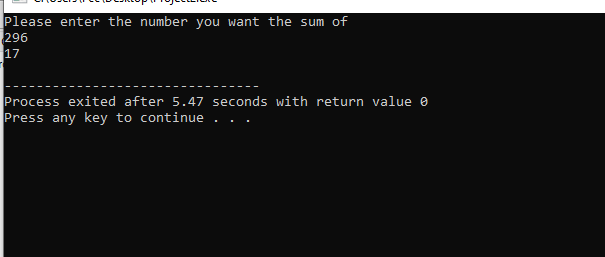 Please enter the number you want the sum of
296
17
--------------------------------
Process exited after 5.47 seconds with return value 0
Press any key to continue . . .